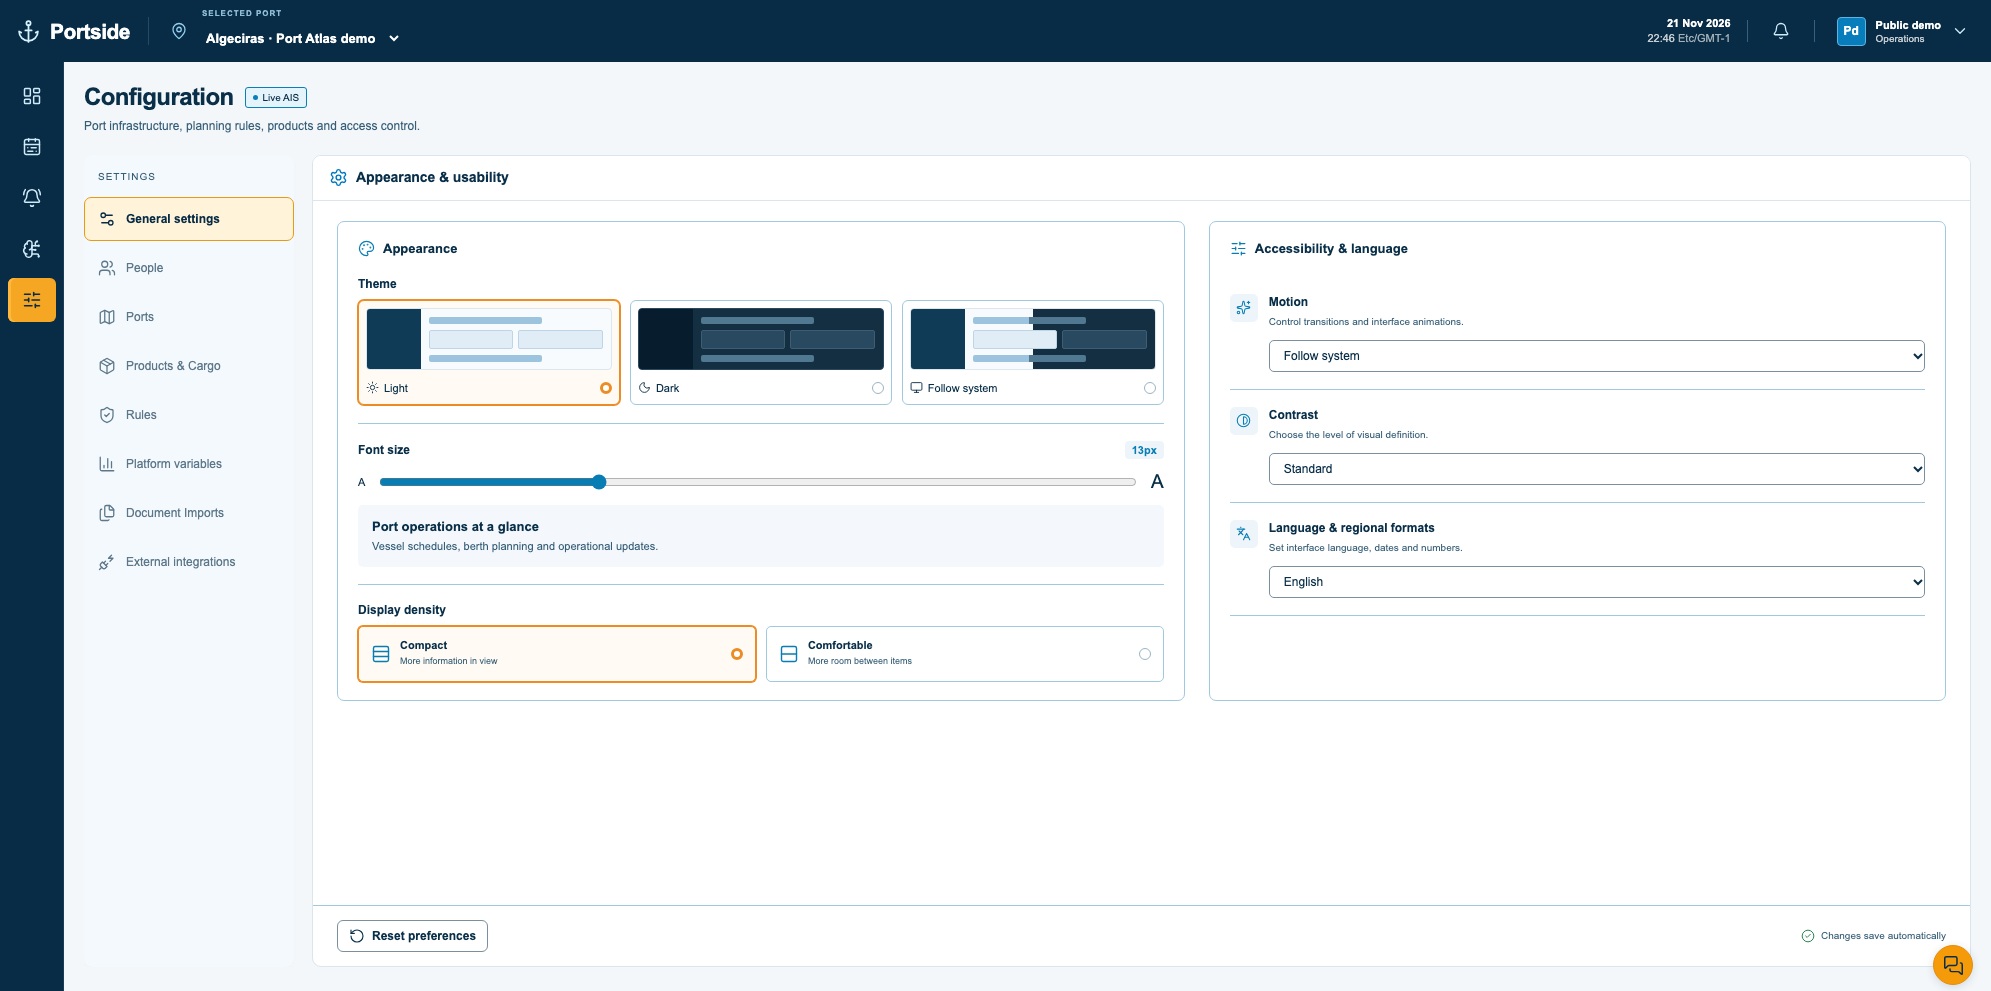 Portside
SELECTED PORT
Algeciras · Port Atlas demo
21 Nov 2026
22:46 Etc/GMT-1
Pd
Public demo
Operations
Configuration
Live AIS
Port infrastructure, planning rules, products and access control.
SETTINGS
General settings
People
Ports
Products & Cargo
Rules
Platform variables
Document Imports
External integrations
Appearance & usability
Appearance
Theme
Light
Dark
Follow system
Font size
13px
A
A
Port operations at a glance
Vessel schedules, berth planning and operational updates.
Display density
Compact
More information in view
Comfortable
More room between items
Accessibility & language
Motion
Control transitions and interface animations.
Follow system
Contrast
Choose the level of visual definition.
Standard
Language & regional formats
Set interface language, dates and numbers.
English
Reset preferences
Changes save automatically